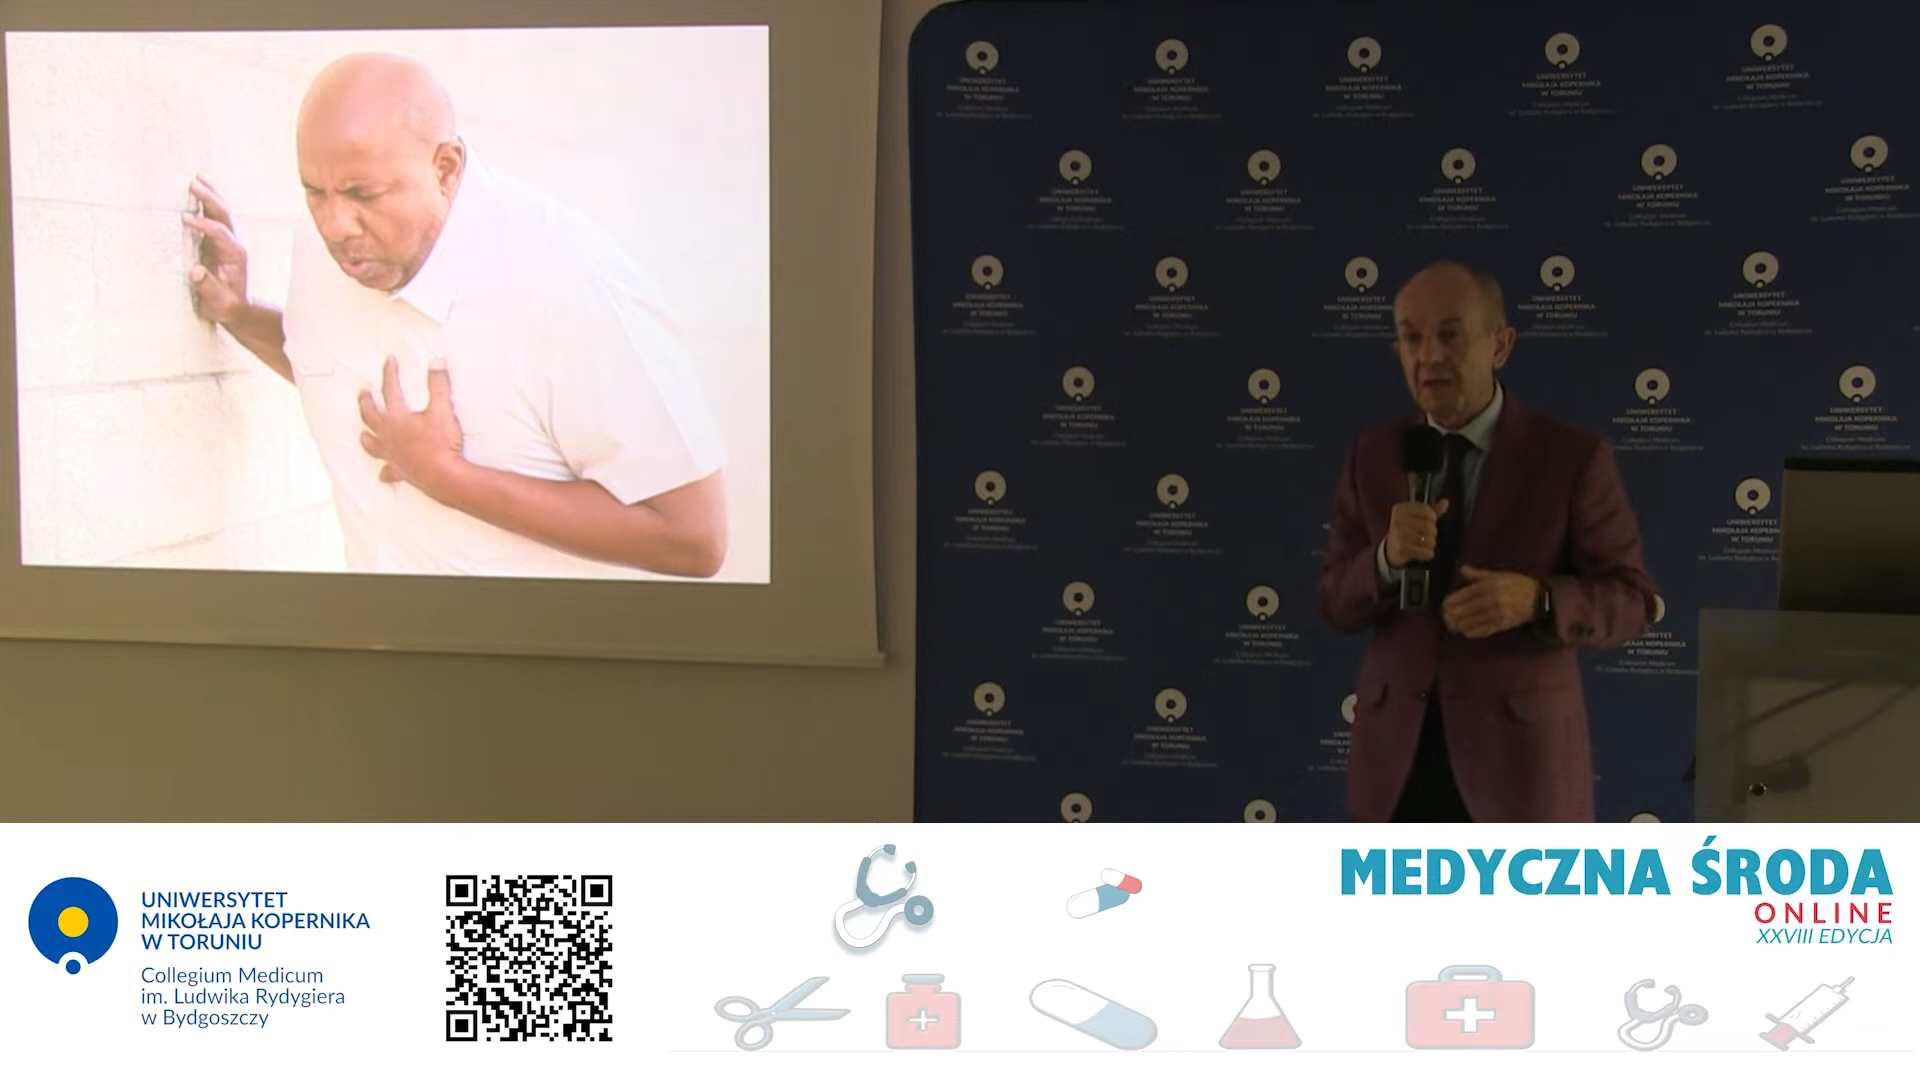 UNIWERSYTET
MIKOŁAJA KOPERNIKA
W TORUNIU
Collegium Medicum
im. Ludwika Rydygiera
w Bydgoszczy
MEDYCZNA ŚRODA
ONLINE
XXVIII EDYCJA